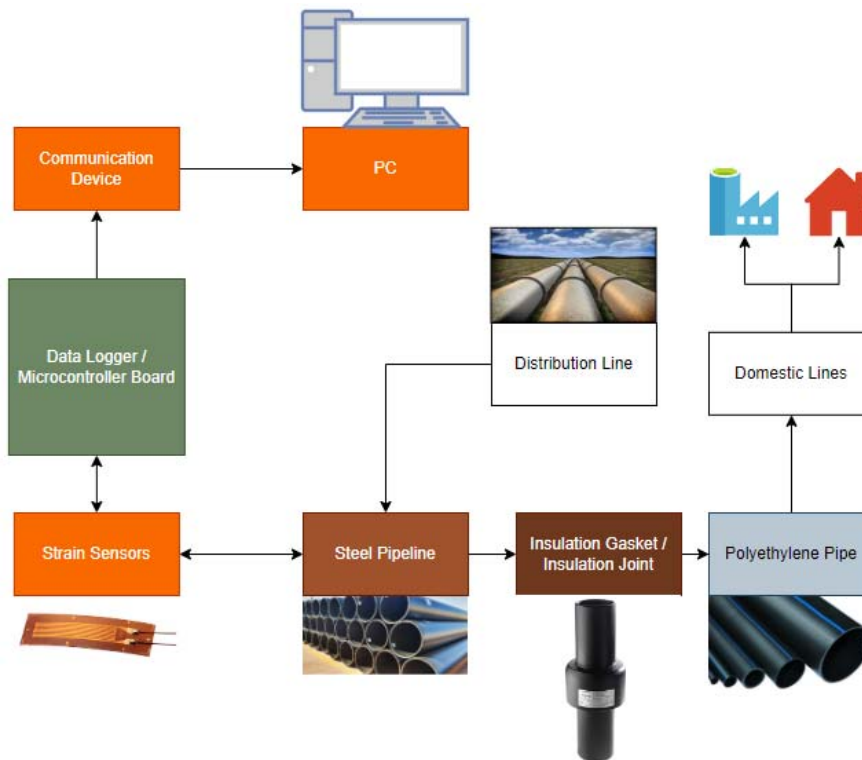 Communication
Device
PC
Data Logger /
Microcontroller Board
Distribution Line
Domestic Lines
Strain Sensors
Steel Pipeline
Insulation Gasket /
Insulation Joint
Polyethylene Pipe